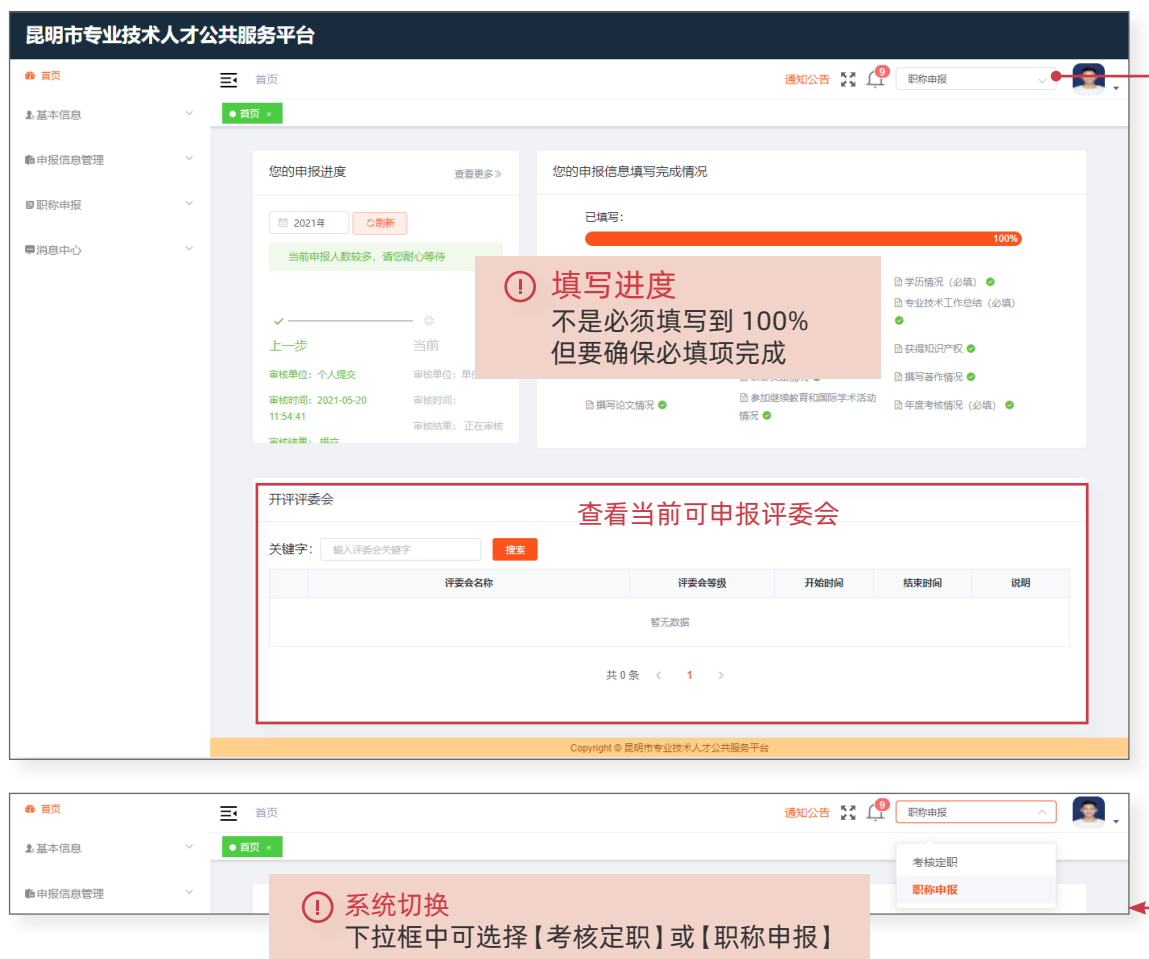 昆明市专业技术人才公共服务平台
首页
基本信息
申报信息管理
职称申报
消息中心
首页
通知公告
9
职称申报
首页 ×
您的申报进度
查看更多》
2021年
刷新
当前申报人数较多，请您耐心等待
上一步
当前
审核单位：个人提交
审核单位：单
审核时间：2021-05-20
11:54:41
审核时间：
审核结果：正在审核
审核结果：提交
您的申报信息填写完成情况
已填写：
100%
学历情况（必填）
专业技术工作总结（必填）
获得知识产权
撰写著作情况
撰写论文情况
参加继续教育和国际学术活动
情况
年度考核情况（必填）
填写进度
不是必须填写到 100%
但要确保必填项完成
开评评委会
查看当前可申报评委会
关键字：
输入评委会关键字
搜索
评委会名称 评委会等级 开始时间 结束时间 说明
暂无数据
共 0 条 < 1 >
Copyright © 昆明市专业技术人才公共服务平台
首页
基本信息
申报信息管理
首页
通知公告
9
职称申报
首页 ×
考核定职
职称申报
系统切换
下拉框中可选择【考核定职】或【职称申报】